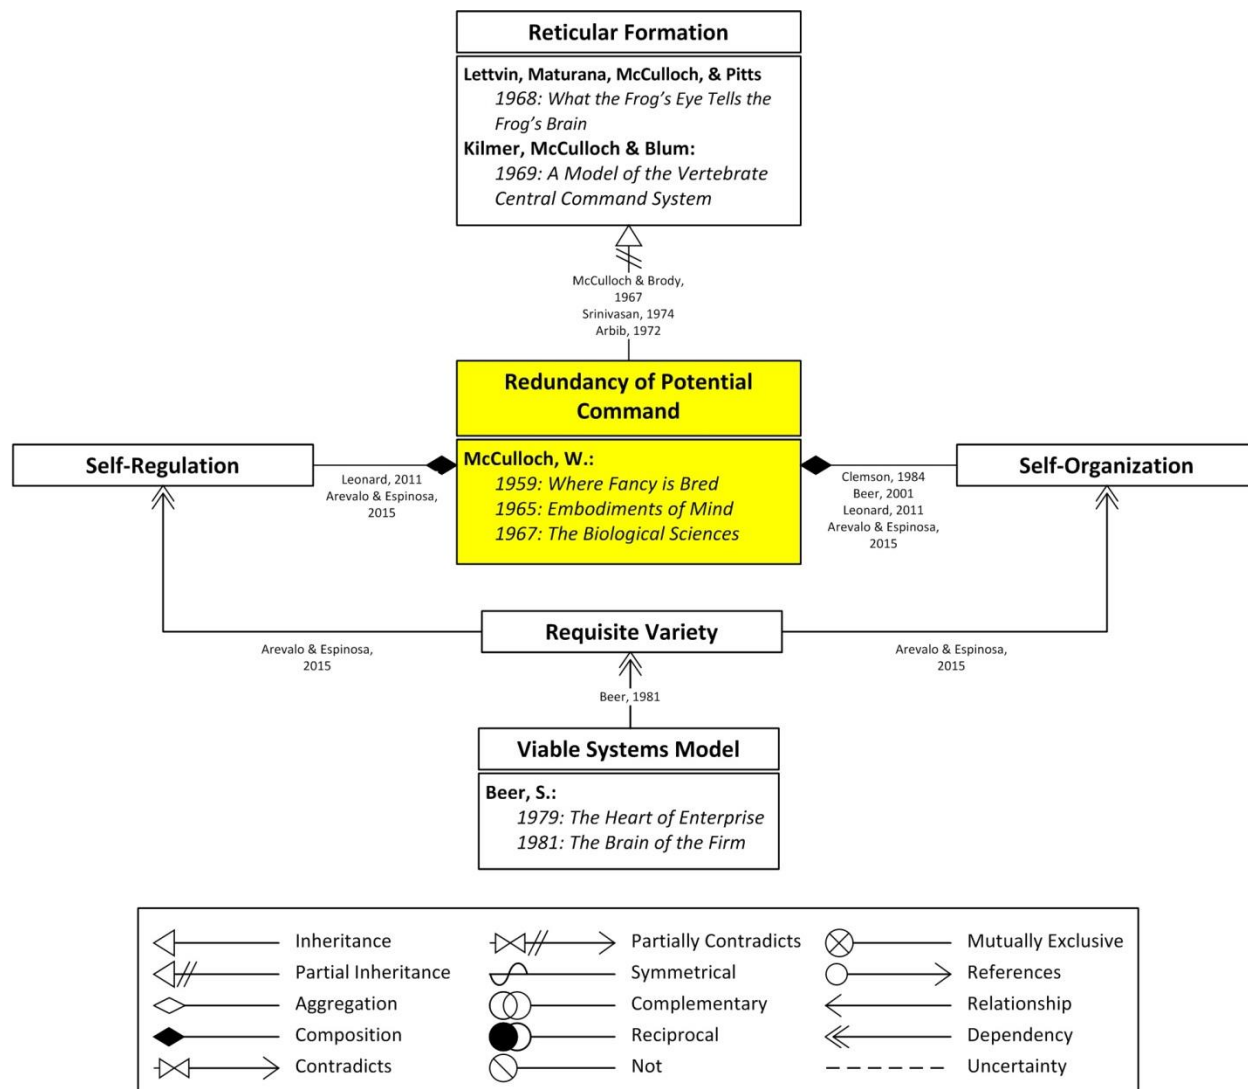 Reticular Formation
Lettvin, Maturana, McCulloch, & Pitts
1968: What the Frog’s Eye Tells the
Frog’s Brain
Kilmer, McCulloch & Blum:
1969: A Model of the Vertebrate
Central Command System
McCulloch & Brody,
1967
Srinivasan, 1974
Arbib, 1972
Redundancy of Potential
Command
McCulloch, W.:
1959: Where Fancy is Bred
1965: Embodiments of Mind
1967: The Biological Sciences
Self-Regulation
Leonard, 2011
Arevalo & Espinosa,
2015
Clemson, 1984
Beer, 2001
Leonard, 2011
Arevalo & Espinosa,
2015
Self-Organization
Requisite Variety
Arevalo & Espinosa,
2015
Arevalo & Espinosa,
2015
Beer, 1981
Viable Systems Model
Beer, S.:
1979: The Heart of Enterprise
1981: The Brain of the Firm
Inheritance
Partial Inheritance
Aggregation
Composition
Contradicts
Partially Contradicts
Symmetrical
Complementary
Reciprocal
Not
Mutually Exclusive
References
Relationship
Dependency
Uncertainty